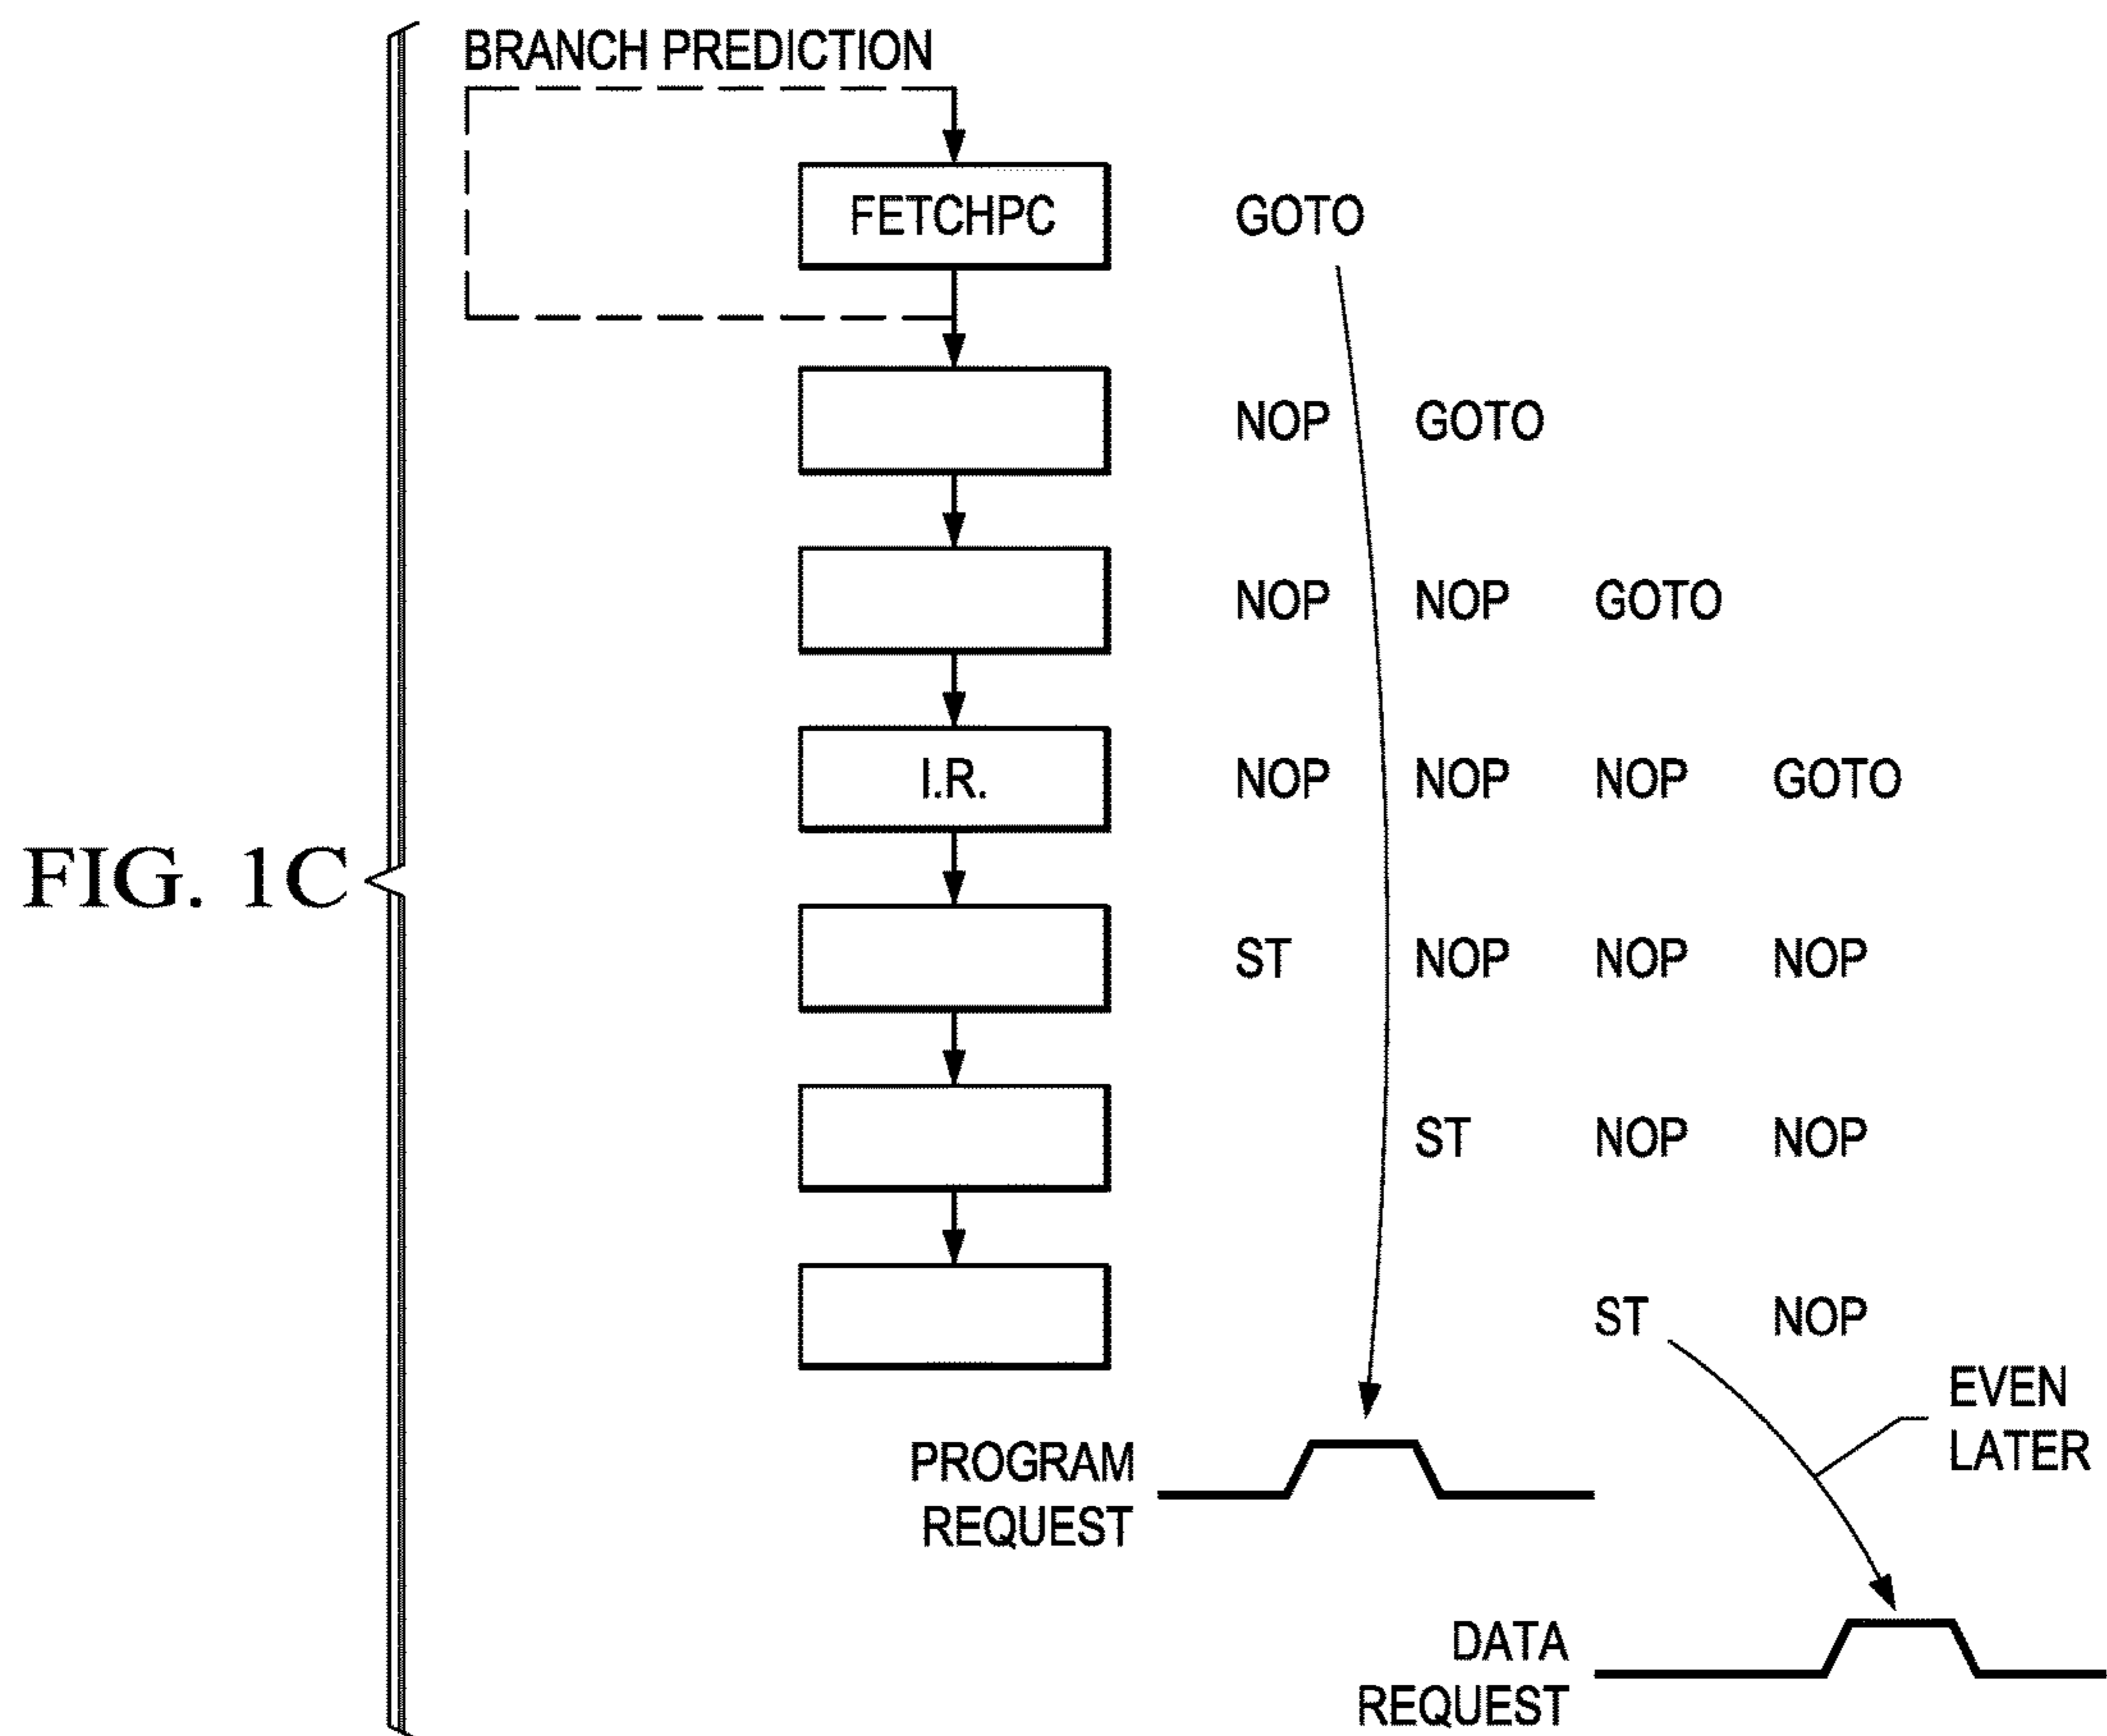 BRANCH PREDICTION
FETCHPC GOTO
NOP GOTO
NOP NOP GOTO
I.R. NOP NOP NOP GOTO
FIG. 1C
ST NOP NOP NOP
ST NOP NOP
ST NOP
EVEN
LATER
PROGRAM
REQUEST
DATA
REQUEST